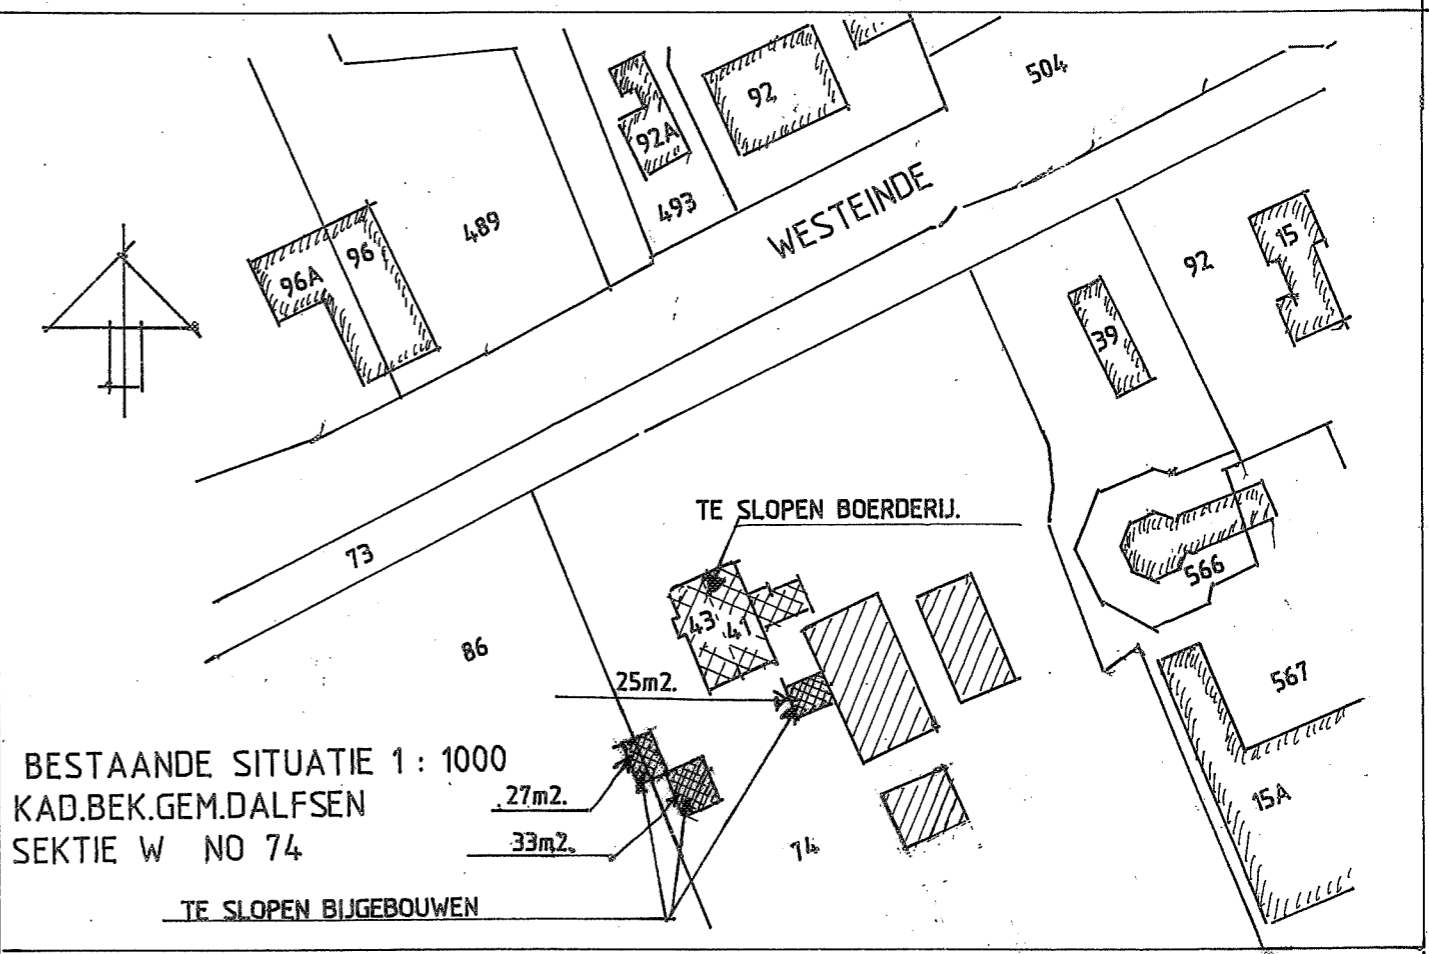 504
92
92A
493
WESTEINDE
489
96
96A
15
92
39
73
TE SLOPEN BOERDERIJ.
566
43
41
86
25m2.
567
BESTAANDE SITUATIE 1 : 1000
KAD.BEK.GEM.DALFSEN
SEKTIE W NO 74
27m2.
33m2.
74
15A
TE SLOPEN BIJGEBOUWEN